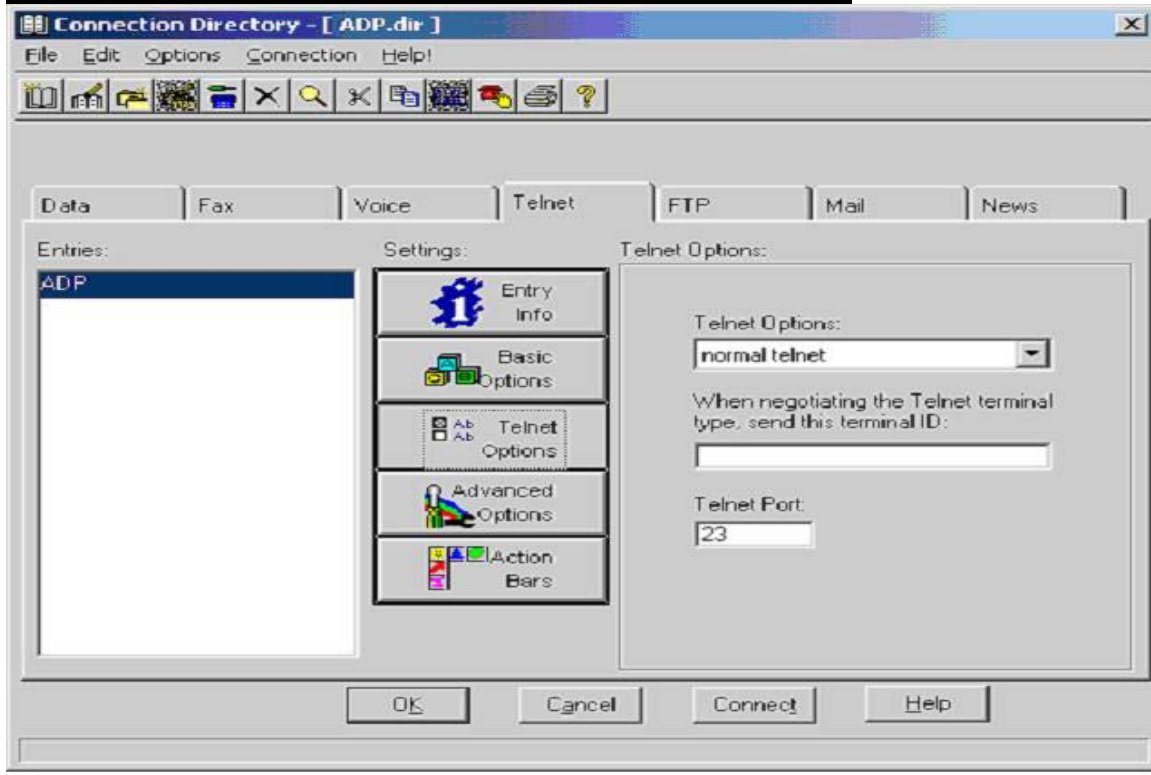 Connection Directory - [ ADP.dir ]
File Edit Options Connection Help!
Data Fax Voice Telnet FTP Mail News
Entries:
ADP
Settings:
Entry
Info
Basic
Options
Telnet
Options
Advanced
Options
Action
Bars
Telnet Options:
Telnet Options:
normal telnet
When negotiating the Telnet terminal
type, send this terminal ID:
Telnet Port:
23
OK Cancel Connect Help